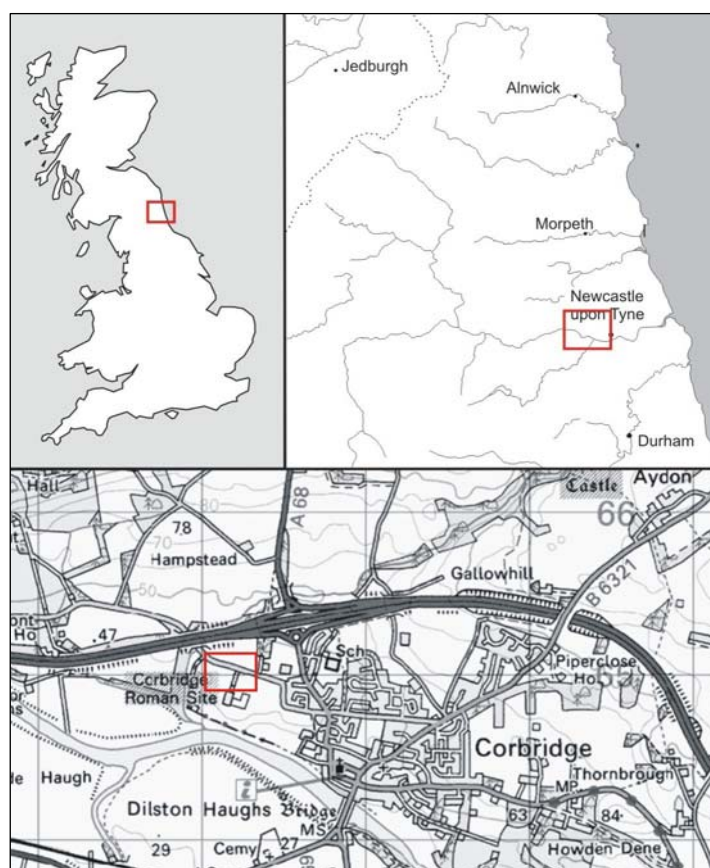 Jedburgh
Alnwick
Morpeth
Newcastle
upon Tyne
Durham
Hall
78
80
70
50
A 68
Castle
Aydon
66
Hampstead
Gallowhill
B 6321
Ho
47
Sch
Piperclose
Ho
Corbridge
Roman Site
Corbridge
Haugh
Thornbrough
MP
Dilston Haughs Bridge
MS
63
84
29
Cemy
27
Howden Dene